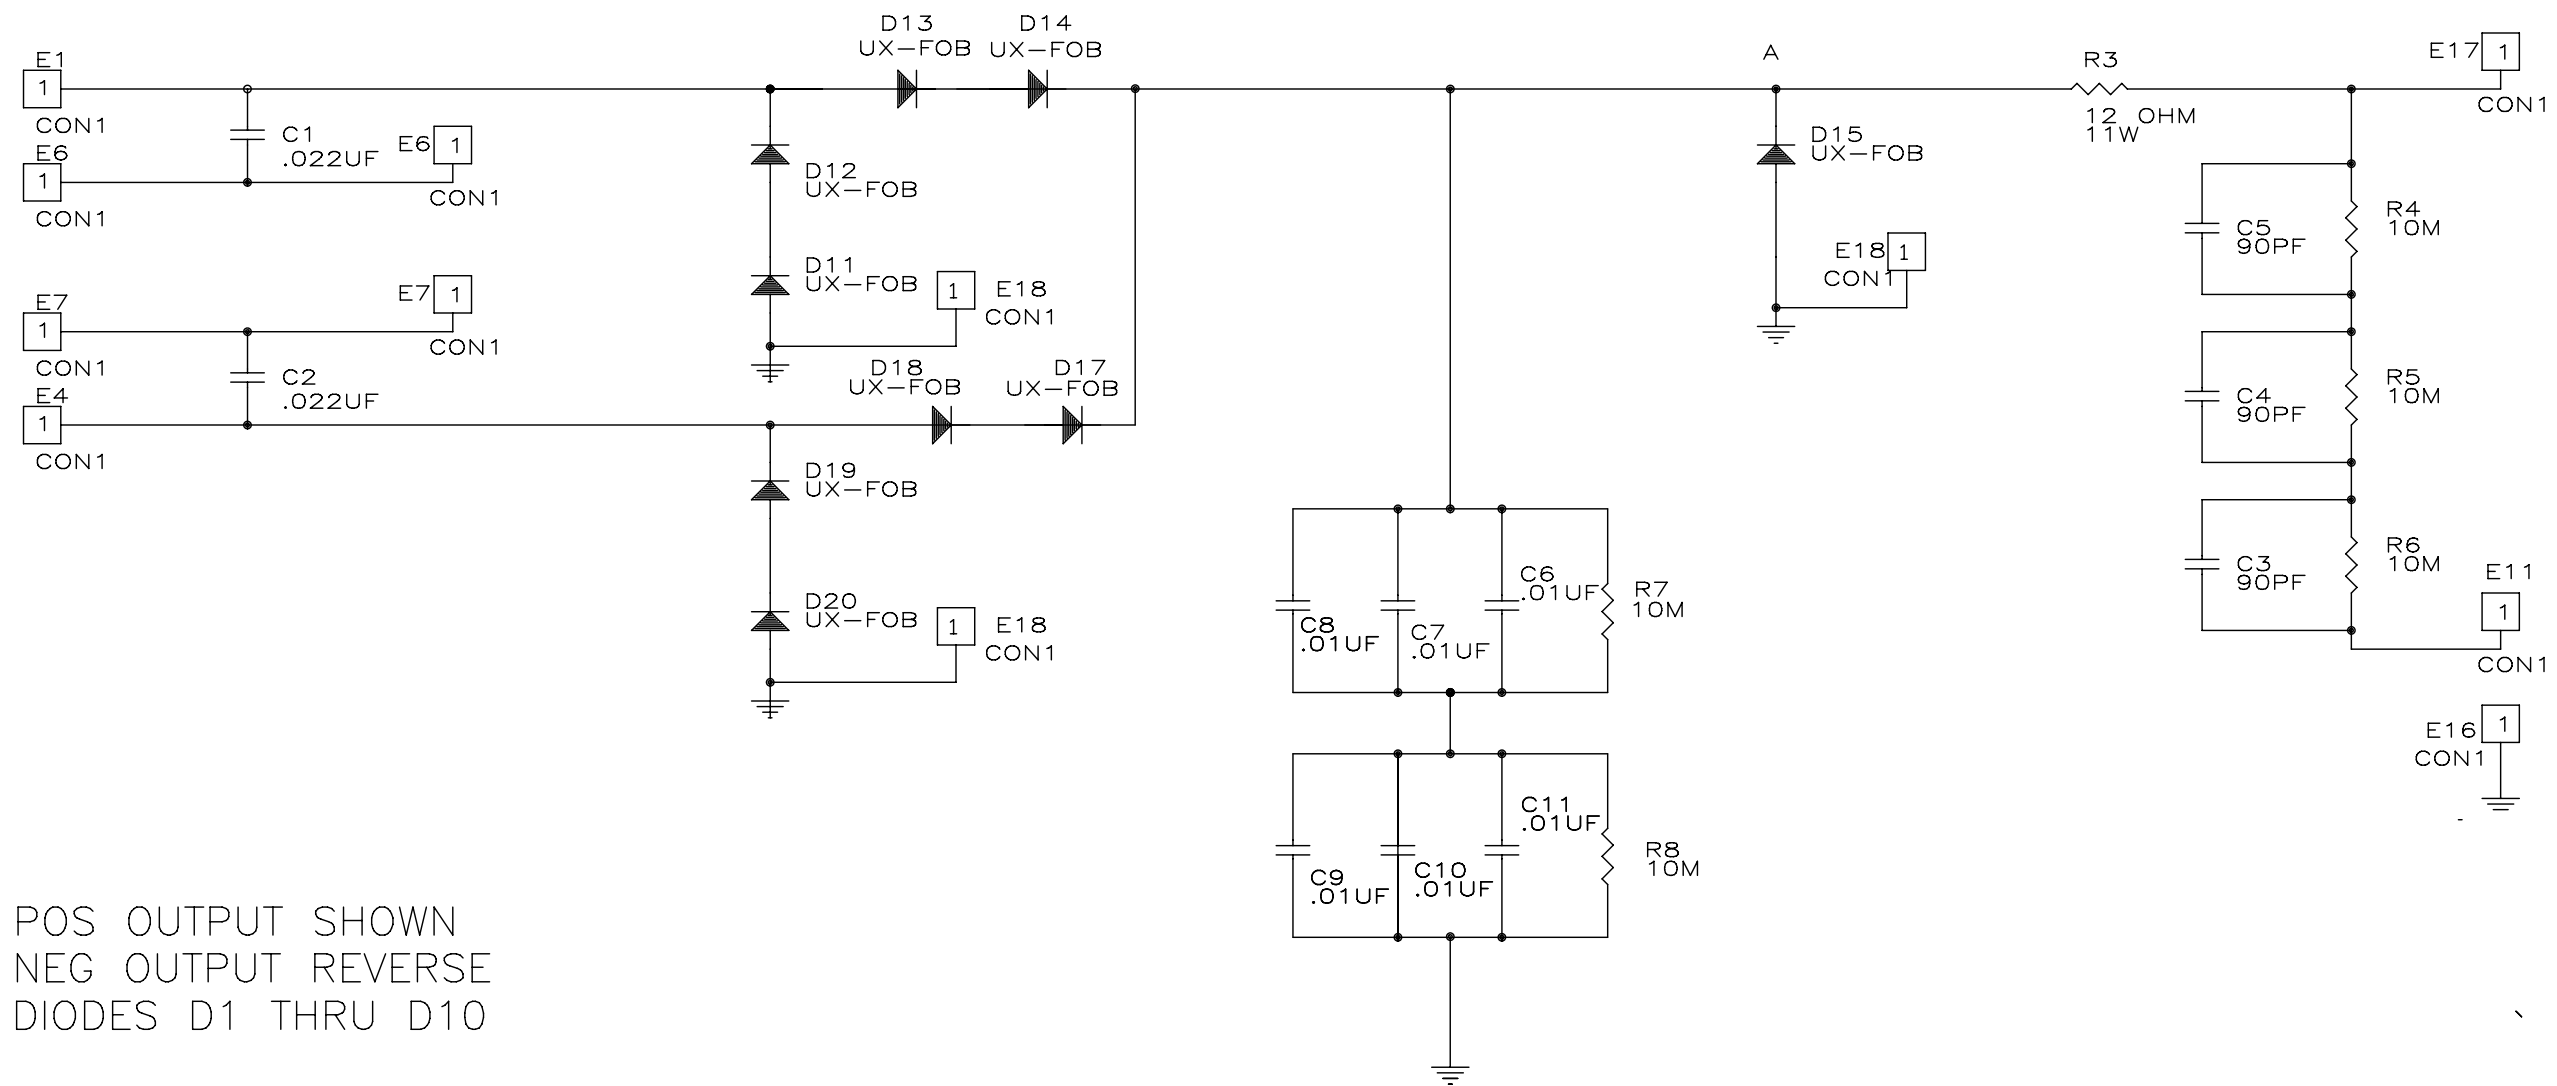 D13
UX-FOB
D14
UX-FOB
A
R3
12 OHM
11W
E17
1
CON1
E1
1
CON1
C1
.022UF
E6
1
CON1
E6
1
CON1
D12
UX-FOB
D11
UX-FOB
1
E18
CON1
D15
UX-FOB
E18
1
CON1
C5
90PF
R4
10M
E7
1
CON1
E7
1
CON1
C2
.022UF
E4
1
CON1
D18
UX-FOB
D17
UX-FOB
C4
90PF
R5
10M
D19
UX-FOB
D20
UX-FOB
1
E18
CON1
C8
.01UF
C7
.01UF
C6
.01UF
R7
10M
C3
90PF
R6
10M
E11
1
CON1
E16
1
CON1
C9
.01UF
C10
.01UF
C11
.01UF
R8
10M
POS OUTPUT SHOWN
NEG OUTPUT REVERSE
DIODES D1 THRU D10